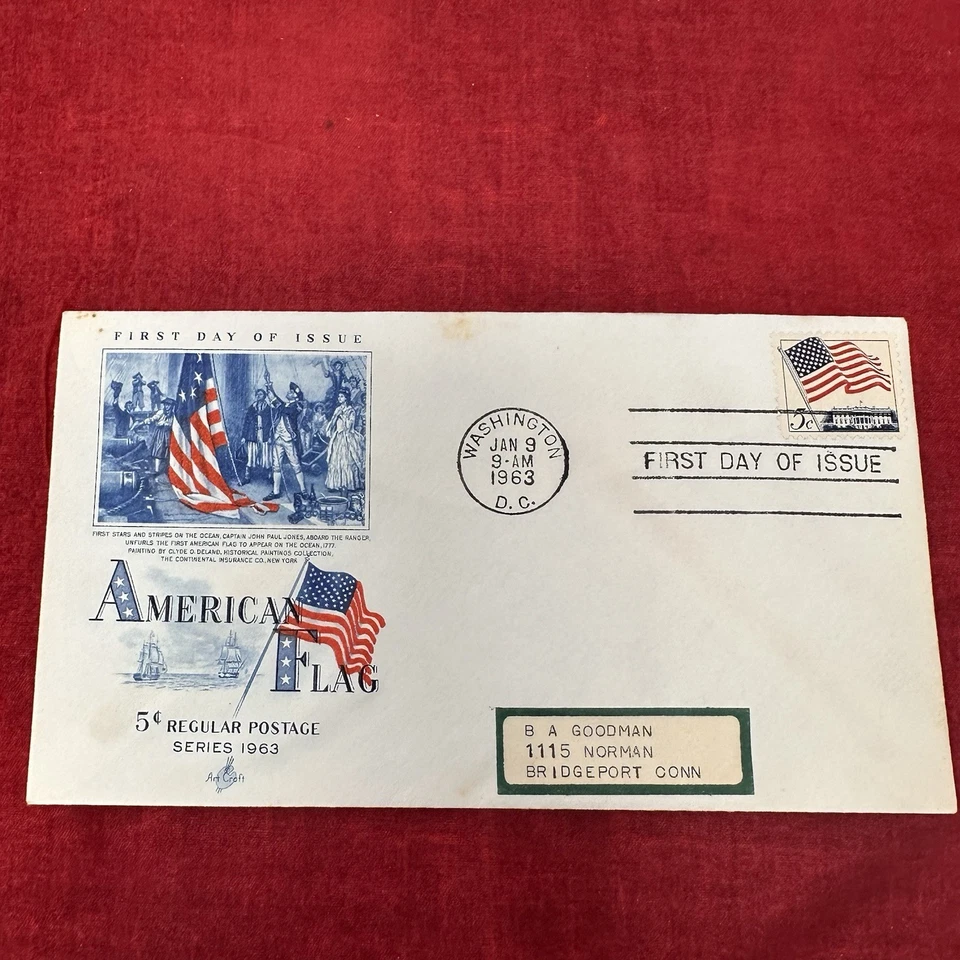 FIRST DAY OF ISSUE
FIRST STARS AND STRIPES ON THE OCEAN, CAPTAIN JOHN PAUL JONES, ABOARD THE RANGER,
UNFURLS THE FIRST AMERICAN FLAG TO APPEAR ON THE OCEAN, 1777.
PAINTING BY CLYDE O. DELAND, HISTORICAL PAINTINGS COLLECTION,
THE CONTINENTAL INSURANCE CO., NEW YORK
AMERICAN
FLAG
5¢ REGULAR POSTAGE
SERIES 1963
Art Craft
WASHINGTON
JAN 9
9-AM
1963
D.C.
5c
FIRST DAY OF ISSUE
B A GOODMAN
1115 NORMAN
BRIDGEPORT CONN